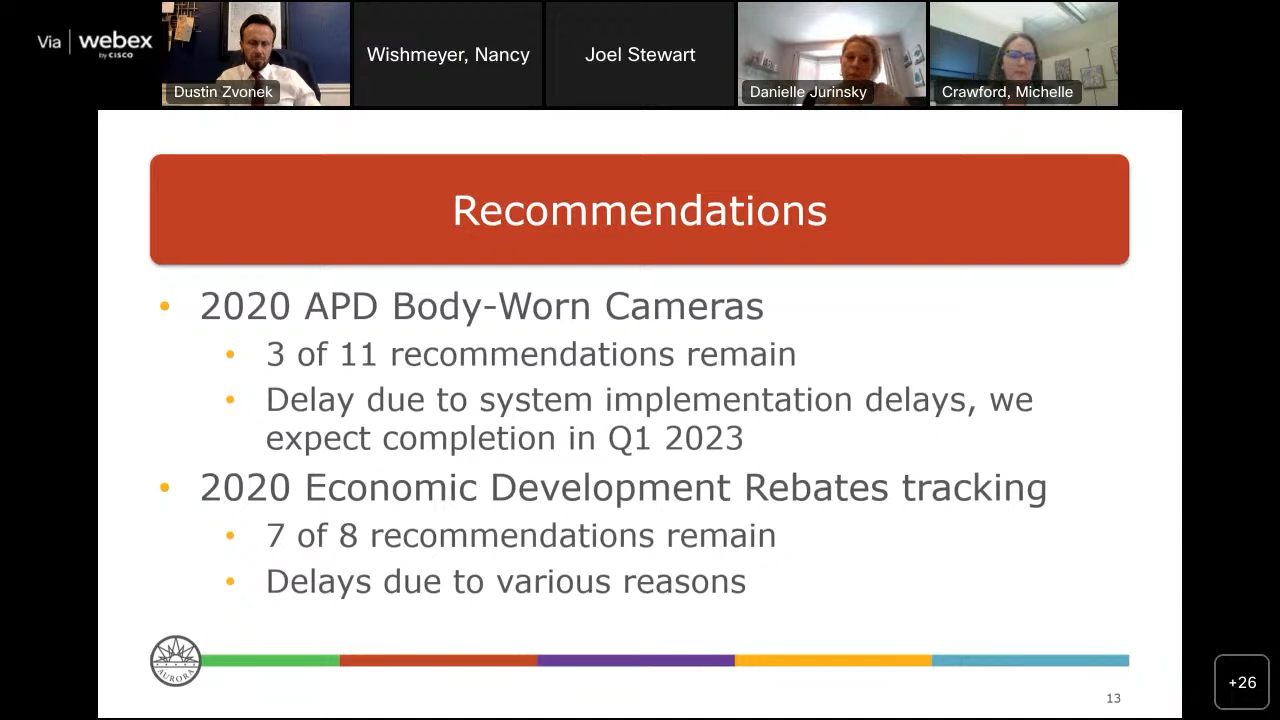 Via webex
by CISCO
Dustin Zvonek
Wishmeyer, Nancy
Joel Stewart
Danielle Jurinsky
Crawford, Michelle
Recommendations
• 2020 APD Body-Worn Cameras
• 3 of 11 recommendations remain
• Delay due to system implementation delays, we
expect completion in Q1 2023
• 2020 Economic Development Rebates tracking
• 7 of 8 recommendations remain
• Delays due to various reasons
AURORA
13
+26